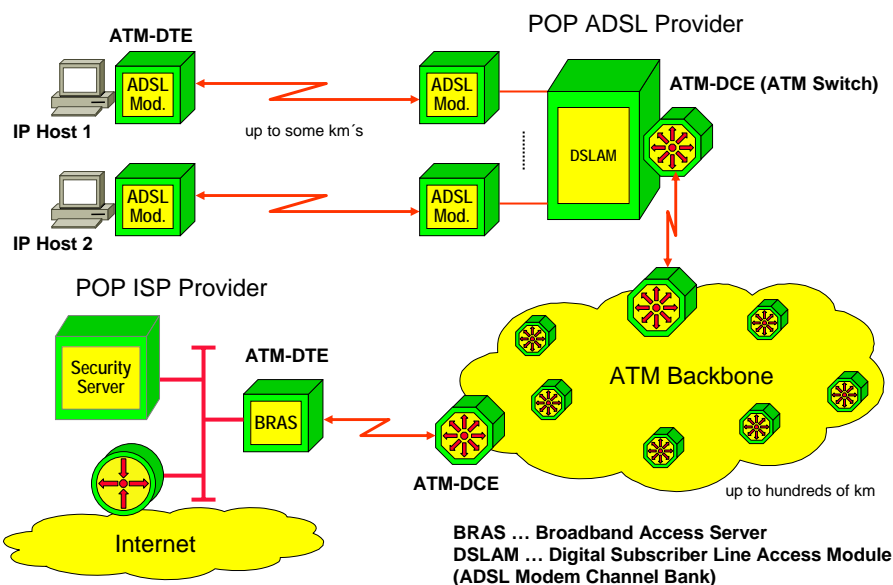 POP ADSL Provider
ATM-DTE
ADSL
Mod.
ADSL
Mod.
ATM-DCE (ATM Switch)
IP Host 1
up to some km´s
DSLAM
ADSL
Mod.
ADSL
Mod.
IP Host 2
POP ISP Provider
Security
Server
ATM-DTE
BRAS
ATM Backbone
ATM-DCE
up to hundreds of km
Internet
BRAS ... Broadband Access Server
DSLAM ... Digital Subscriber Line Access Module
(ADSL Modem Channel Bank)